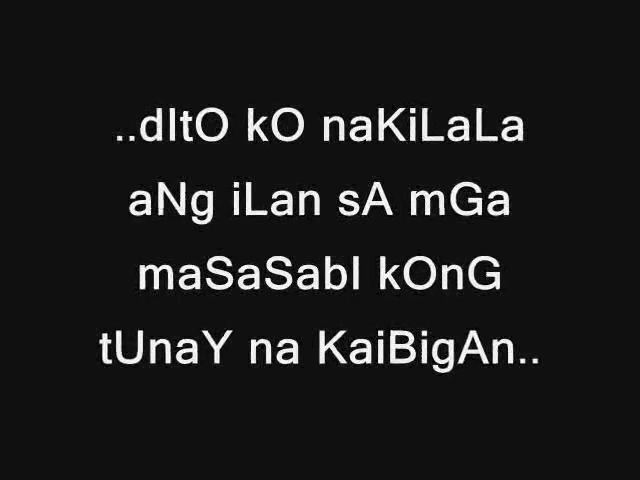 ..dItO kO naKiLaLa
aNg iLan sA mGa
maSaSabI kOnG
tUnaY na KaiBigAn..